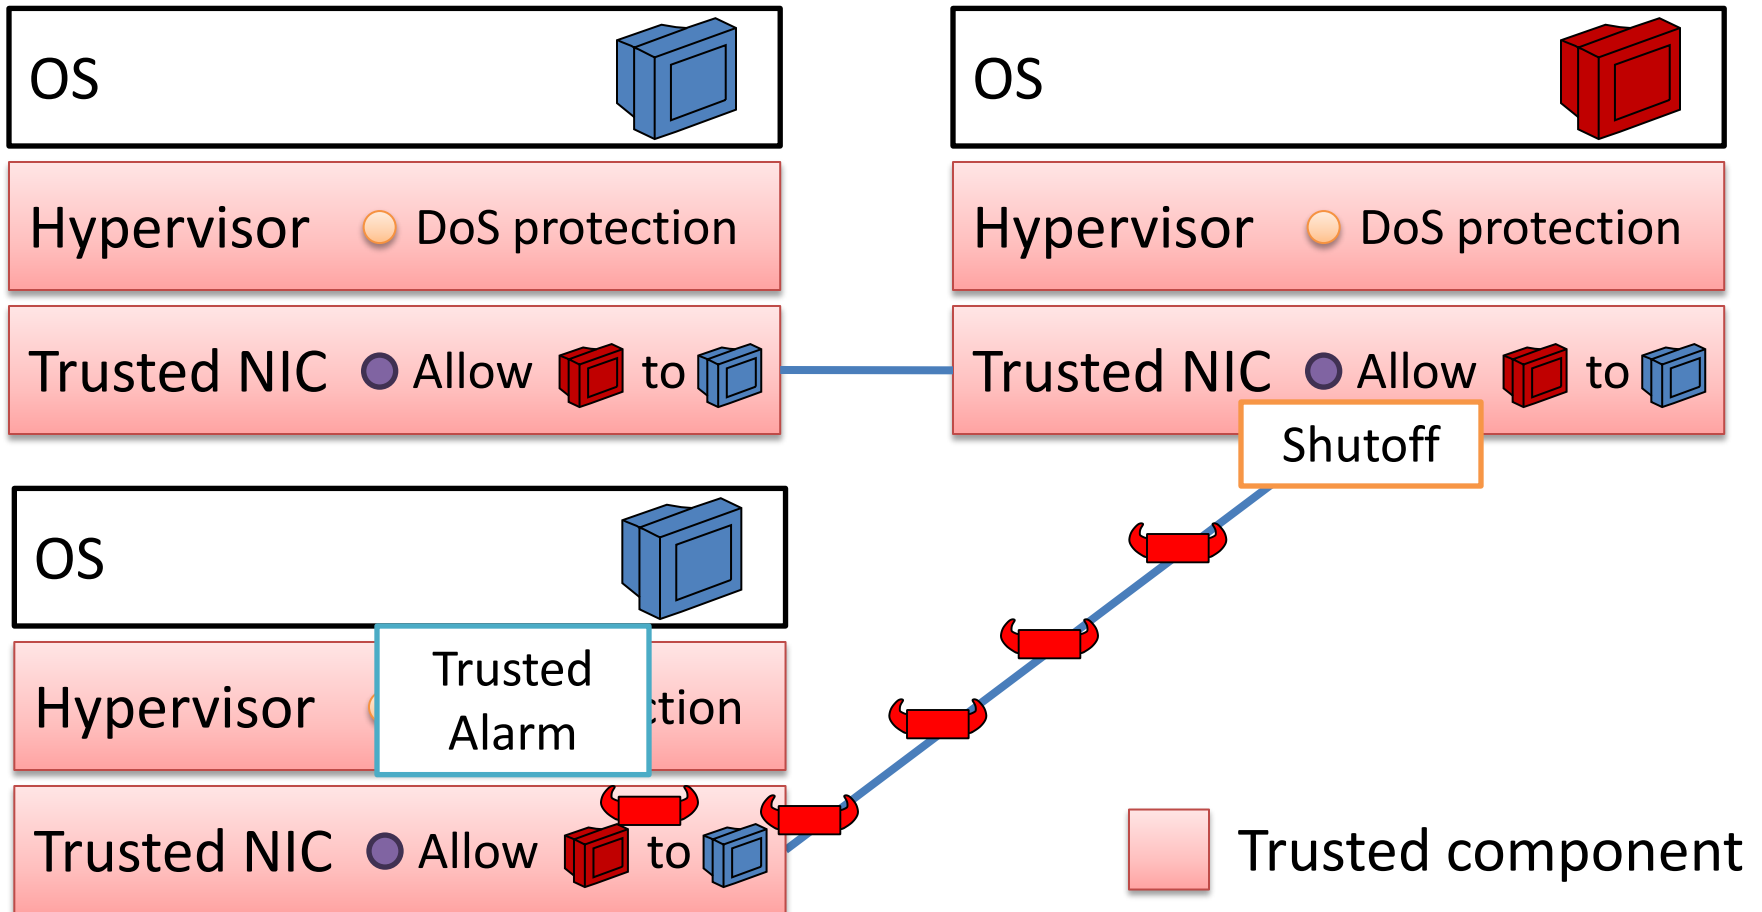 OS
Hypervisor DoS protection
Trusted NIC Allow to
OS
Hypervisor DoS protection
Trusted NIC Allow to
Shutoff
OS
Hypervisor ction
Trusted
Alarm
Trusted NIC Allow to
Trusted component